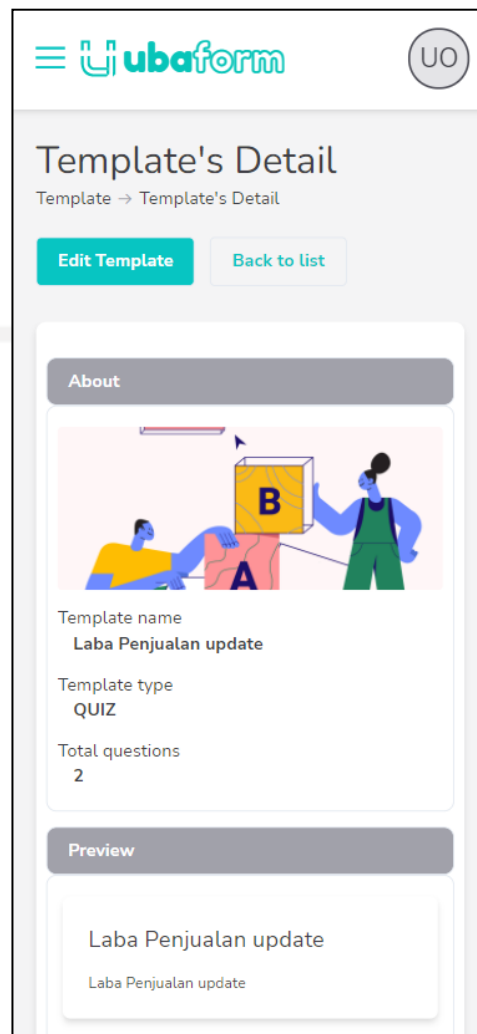 ubaform
UO
Template's Detail
Template → Template's Detail
Edit Template
Back to list
About
B
A
Template name
Laba Penjualan update
Template type
QUIZ
Total questions
2
Preview
Laba Penjualan update
Laba Penjualan update